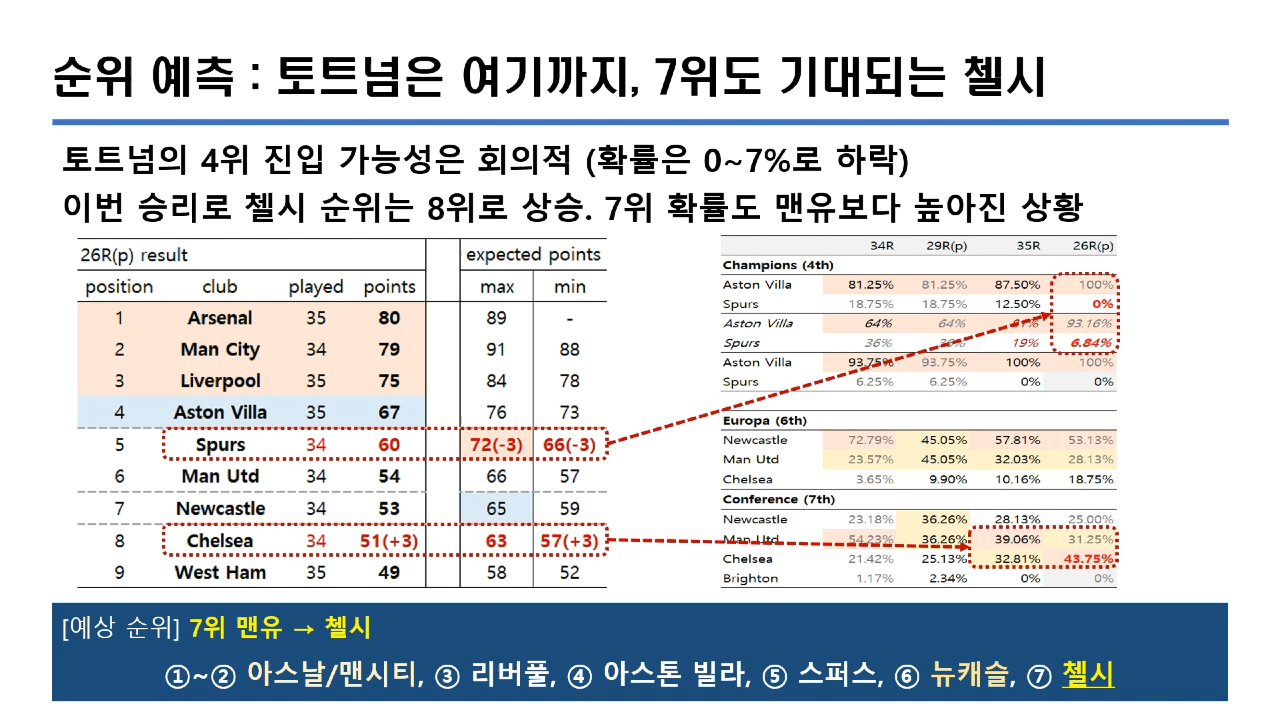 순위 예측 : 토트넘은 여기까지, 7위도 기대되는 첼시
토트넘의 4위 진입 가능성은 회의적 (확률은 0~7%로 하락)
이번 승리로 첼시 순위는 8위로 상승. 7위 확률도 맨유보다 높아진 상황
26R(p) result expected points
position club played points max min
1 Arsenal 35 80 89 -
2 Man City 34 79 91 88
3 Liverpool 35 75 84 78
4 Aston Villa 35 67 76 73
5 Spurs 34 60 72(-3) 66(-3)
6 Man Utd 34 54 66 57
7 Newcastle 34 53 65 59
8 Chelsea 34 51(+3) 63 57(+3)
9 West Ham 35 49 58 52
34R 29R(p) 35R 26R(p)
Champions (4th)
Aston Villa 81.25% 81.25% 87.50% 100%
Spurs 18.75% 18.75% 12.50% 0%
Aston Villa 64% 64% 93.16%
Spurs 36% 36% 19% 6.84%
Aston Villa 93.75% 93.75% 100% 100%
Spurs 6.25% 6.25% 0% 0%
Europa (6th)
Newcastle 72.79% 45.05% 57.81% 53.13%
Man Utd 23.57% 45.05% 32.03% 28.13%
Chelsea 3.65% 9.90% 10.16% 18.75%
Conference (7th)
Newcastle 23.18% 36.26% 28.13% 25.00%
Man Utd 54.23% 36.26% 39.06% 31.25%
Chelsea 21.42% 25.13% 32.81% 43.75%
Brighton 1.17% 2.34% 0% 0%
[예상 순위] 7위 맨유 → 첼시
①~② 아스날/맨시티, ③ 리버풀, ④ 아스톤 빌라, ⑤ 스퍼스, ⑥ 뉴캐슬, ⑦ 첼시